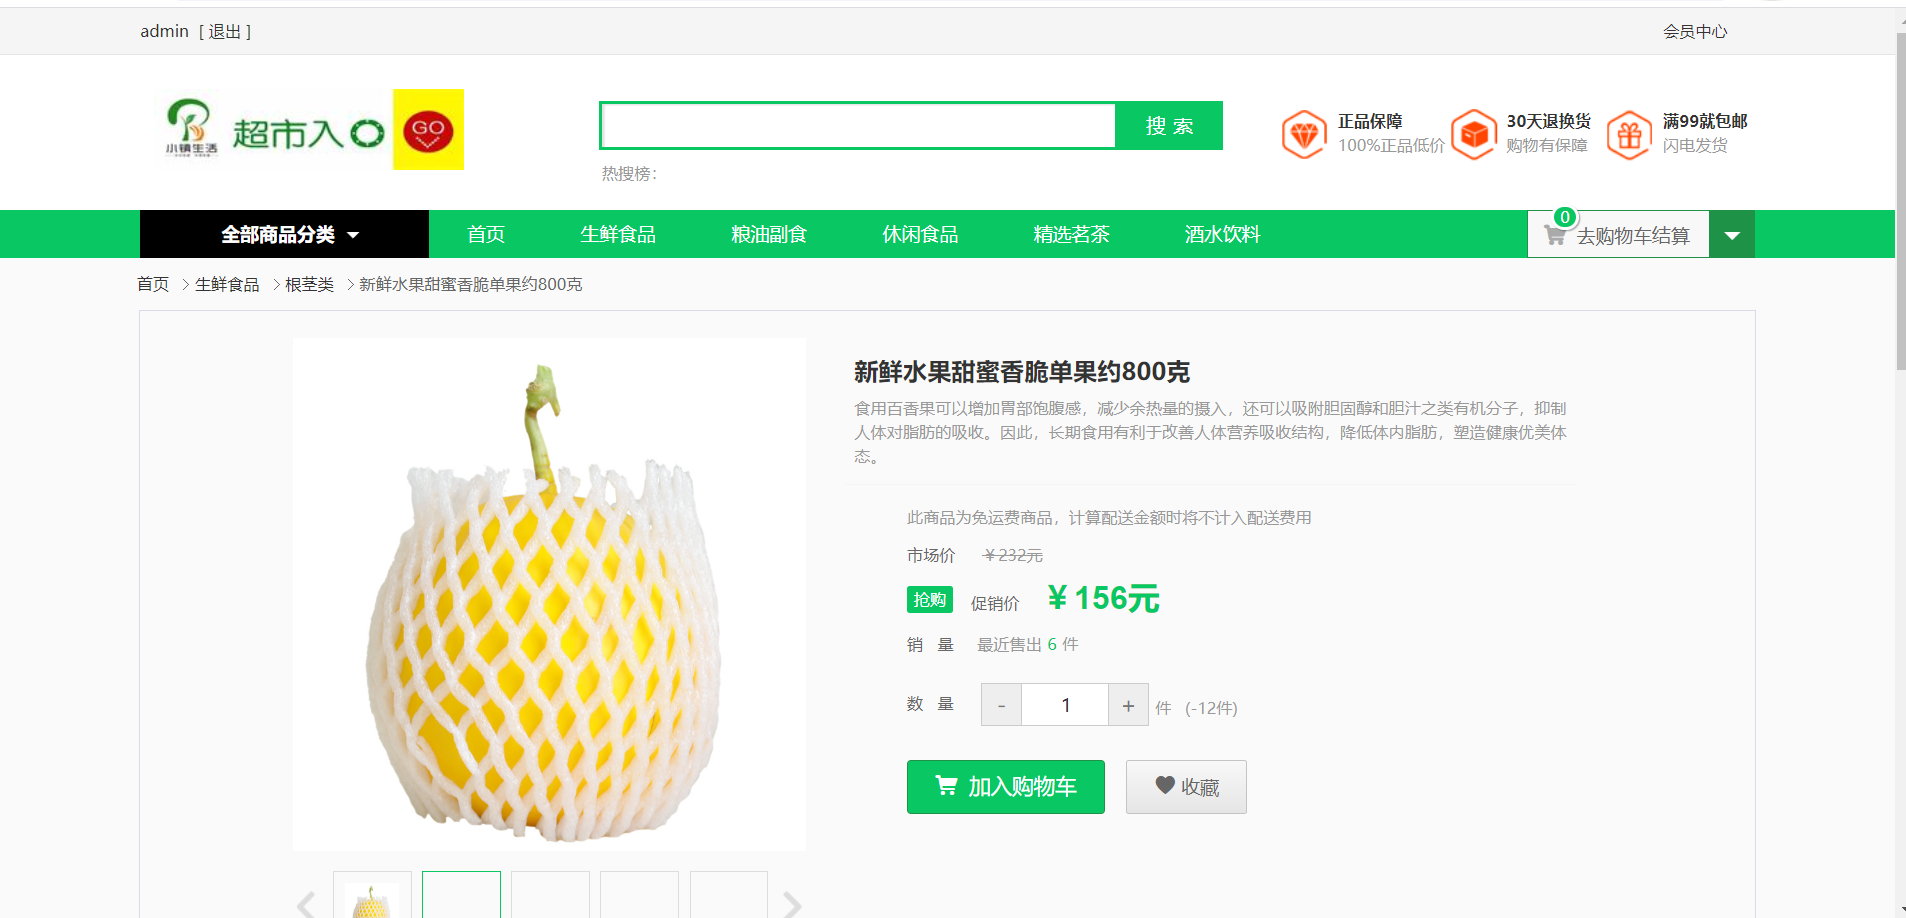 admin [ 退出 ]
会员中心
小镇生活
超市入口
GO
搜 索
热搜榜：
正品保障
100%正品低价
30天退换货
购物有保障
满99就包邮
闪电发货
全部商品分类
首页
生鲜食品
粮油副食
休闲食品
精选茗茶
酒水饮料
0
去购物车结算
首页 > 生鲜食品 > 根茎类 > 新鲜水果甜蜜香脆单果约800克
新鲜水果甜蜜香脆单果约800克
食用百香果可以增加胃部饱腹感，减少余热量的摄入，还可以吸附胆固醇和胆汁之类有机分子，抑制
人体对脂肪的吸收。因此，长期食用有利于改善人体营养吸收结构，降低体内脂肪，塑造健康优美体
态。
此商品为免运费商品，计算配送金额时将不计入配送费用
市场价 ￥232元
抢购 促销价 ￥156元
销 量 最近售出 6 件
数 量 - 1 + 件 (-12件)
加入购物车
收藏